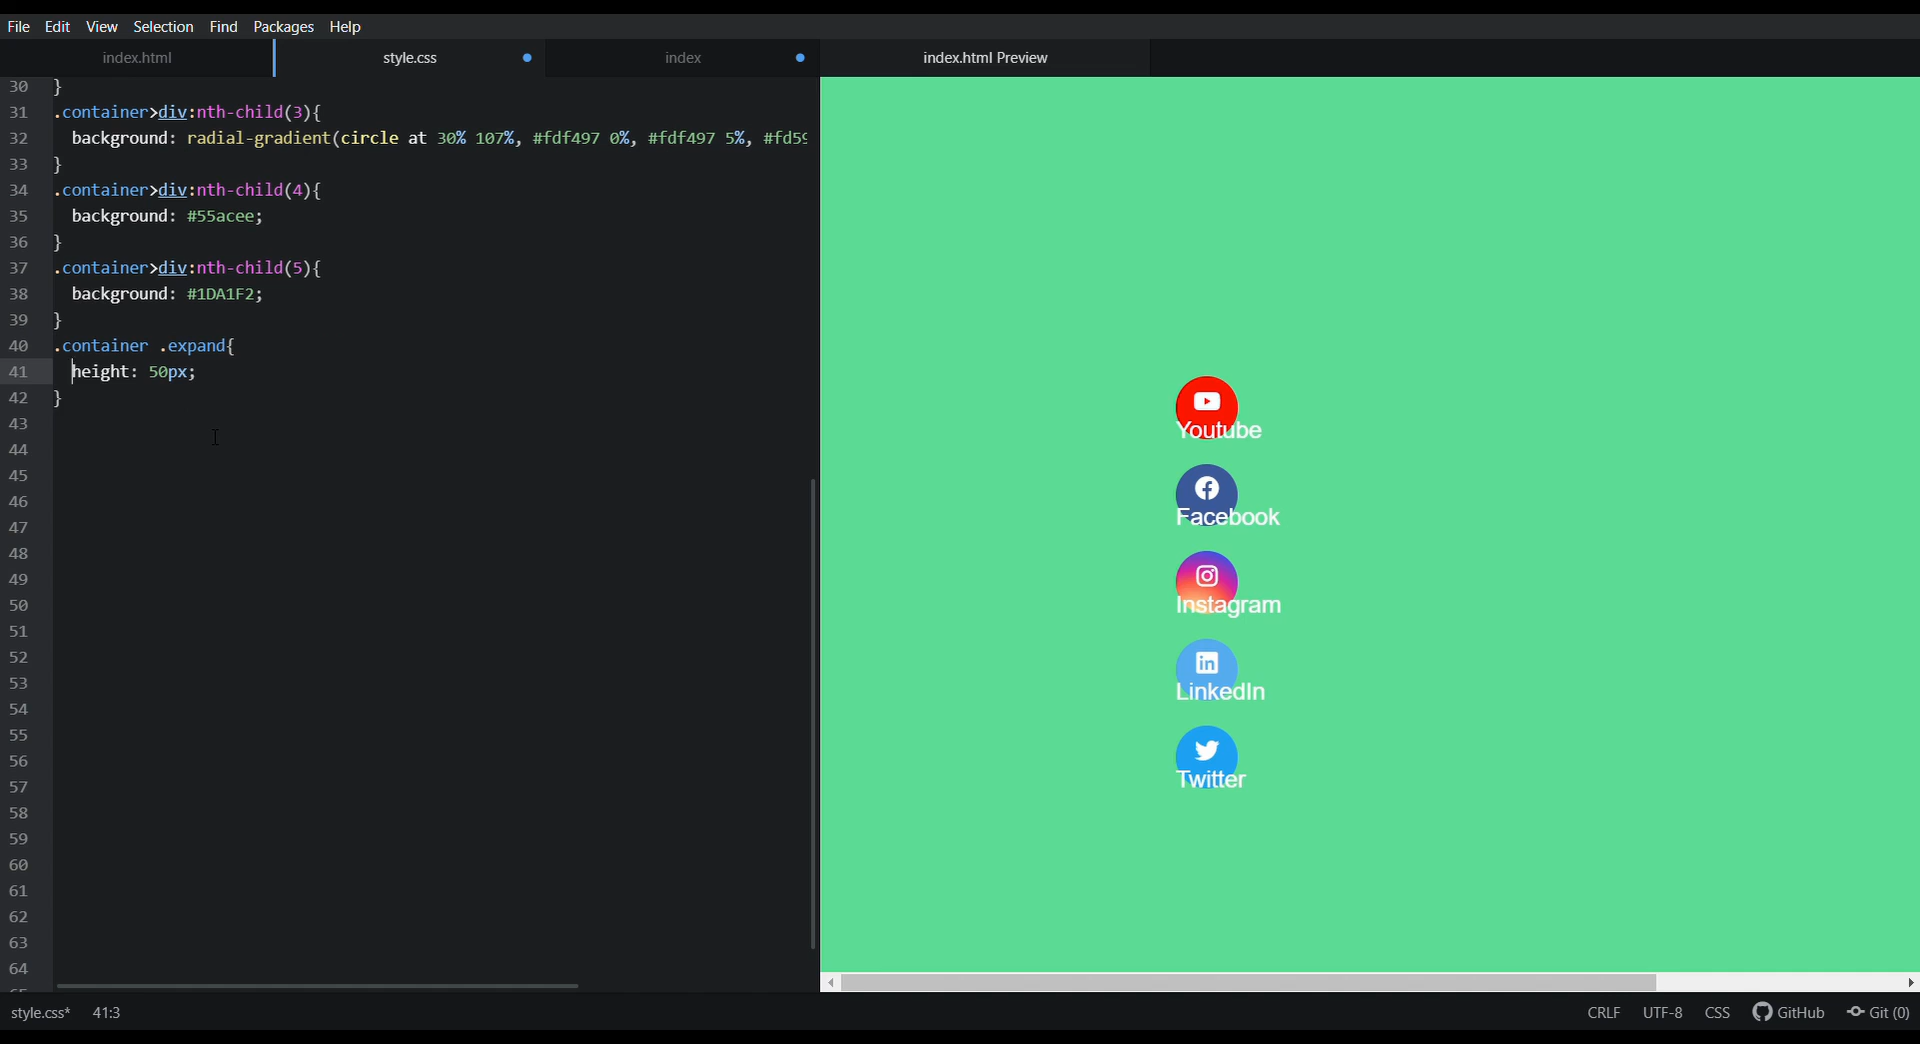 File Edit View Selection Find Packages Help
index.html style.css index index.html Preview
30 }
31 .container>div:nth-child(3){
32 background: radial-gradient(circle at 30% 107%, #fdf497 0%, #fdf497 5%, #fd59
33 }
34 .container>div:nth-child(4){
35 background: #55acee;
36 }
37 .container>div:nth-child(5){
38 background: #1DA1F2;
39 }
40 .container .expand{
41 height: 50px;
42 }
43
44
45
46
47
48
49
50
51
52
53
54
55
56
57
58
59
60
61
62
63
64
Youtube
Facebook
Instagram
in
LinkedIn
Twitter
style.css* 41:3 CRLF UTF-8 CSS GitHub Git (0)